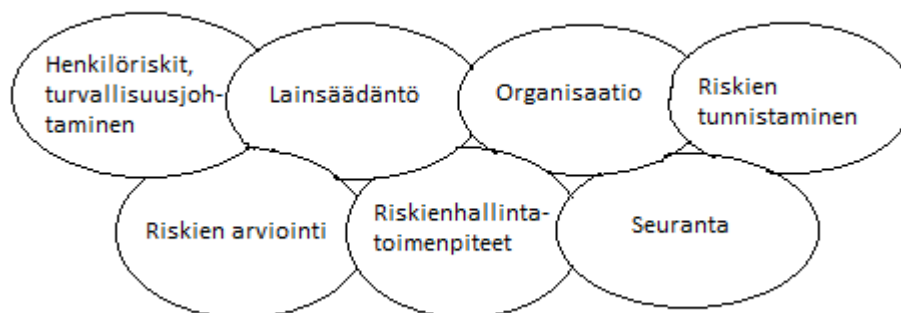 Henkilöriskit,
turvallisuusjoh-
taminen
Lainsäädäntö
Organisaatio
Riskien
tunnistaminen
Riskien arviointi
Riskienhallinta-
toimenpiteet
Seuranta